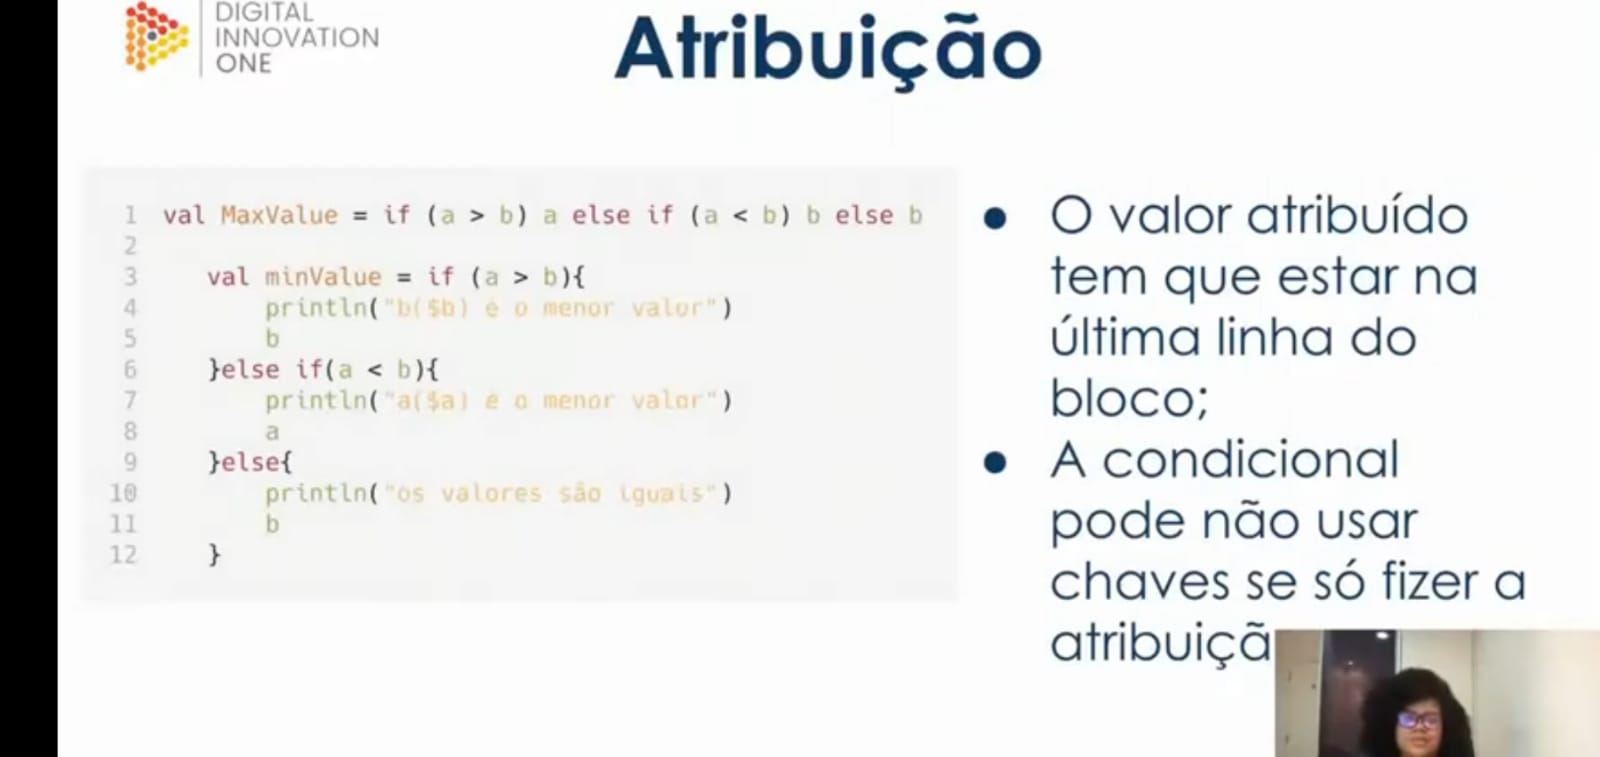 DIGITAL
INNOVATION
ONE
Atribuição
1 val MaxValue = if (a > b) a else if (a < b) b else b
2
3 val minValue = if (a > b){
4 println("b($b) é o menor valor")
5 b
6 }else if(a < b){
7 println("a($a) é o menor valor")
8 a
9 }else{
10 println("os valores são iguais")
11 b
12 }
● O valor atribuído
tem que estar na
última linha do
bloco;
● A condicional
pode não usar
chaves se só fizer a
atribuiçã